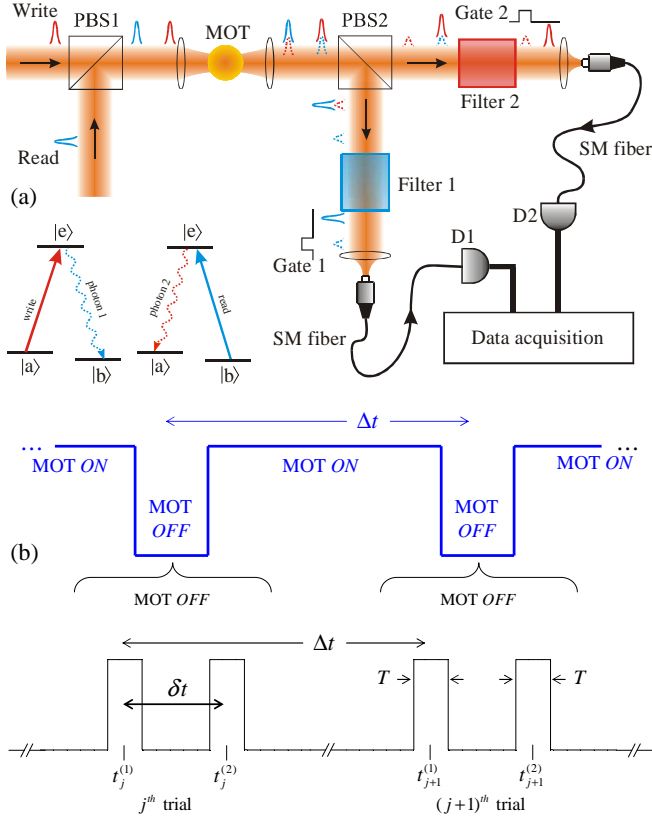 Write
PBS1
MOT
PBS2
Gate 2
Filter 2
Read
SM fiber
Filter 1
(a)
D2
|e⟩
|e⟩
D1
Gate 1
write
photon 1
photon 2
read
SM fiber
Data acquisition
|a⟩
|b⟩
|a⟩
|b⟩
Δt
...
...
MOT ON
MOT ON
MOT ON
MOT
OFF
MOT
OFF
(b)
MOT OFF
MOT OFF
Δt
T
T
δt
t_j^(1)
t_j^(2)
t_{j+1}^(1)
t_{j+1}^(2)
j^th trial
(j+1)^th trial